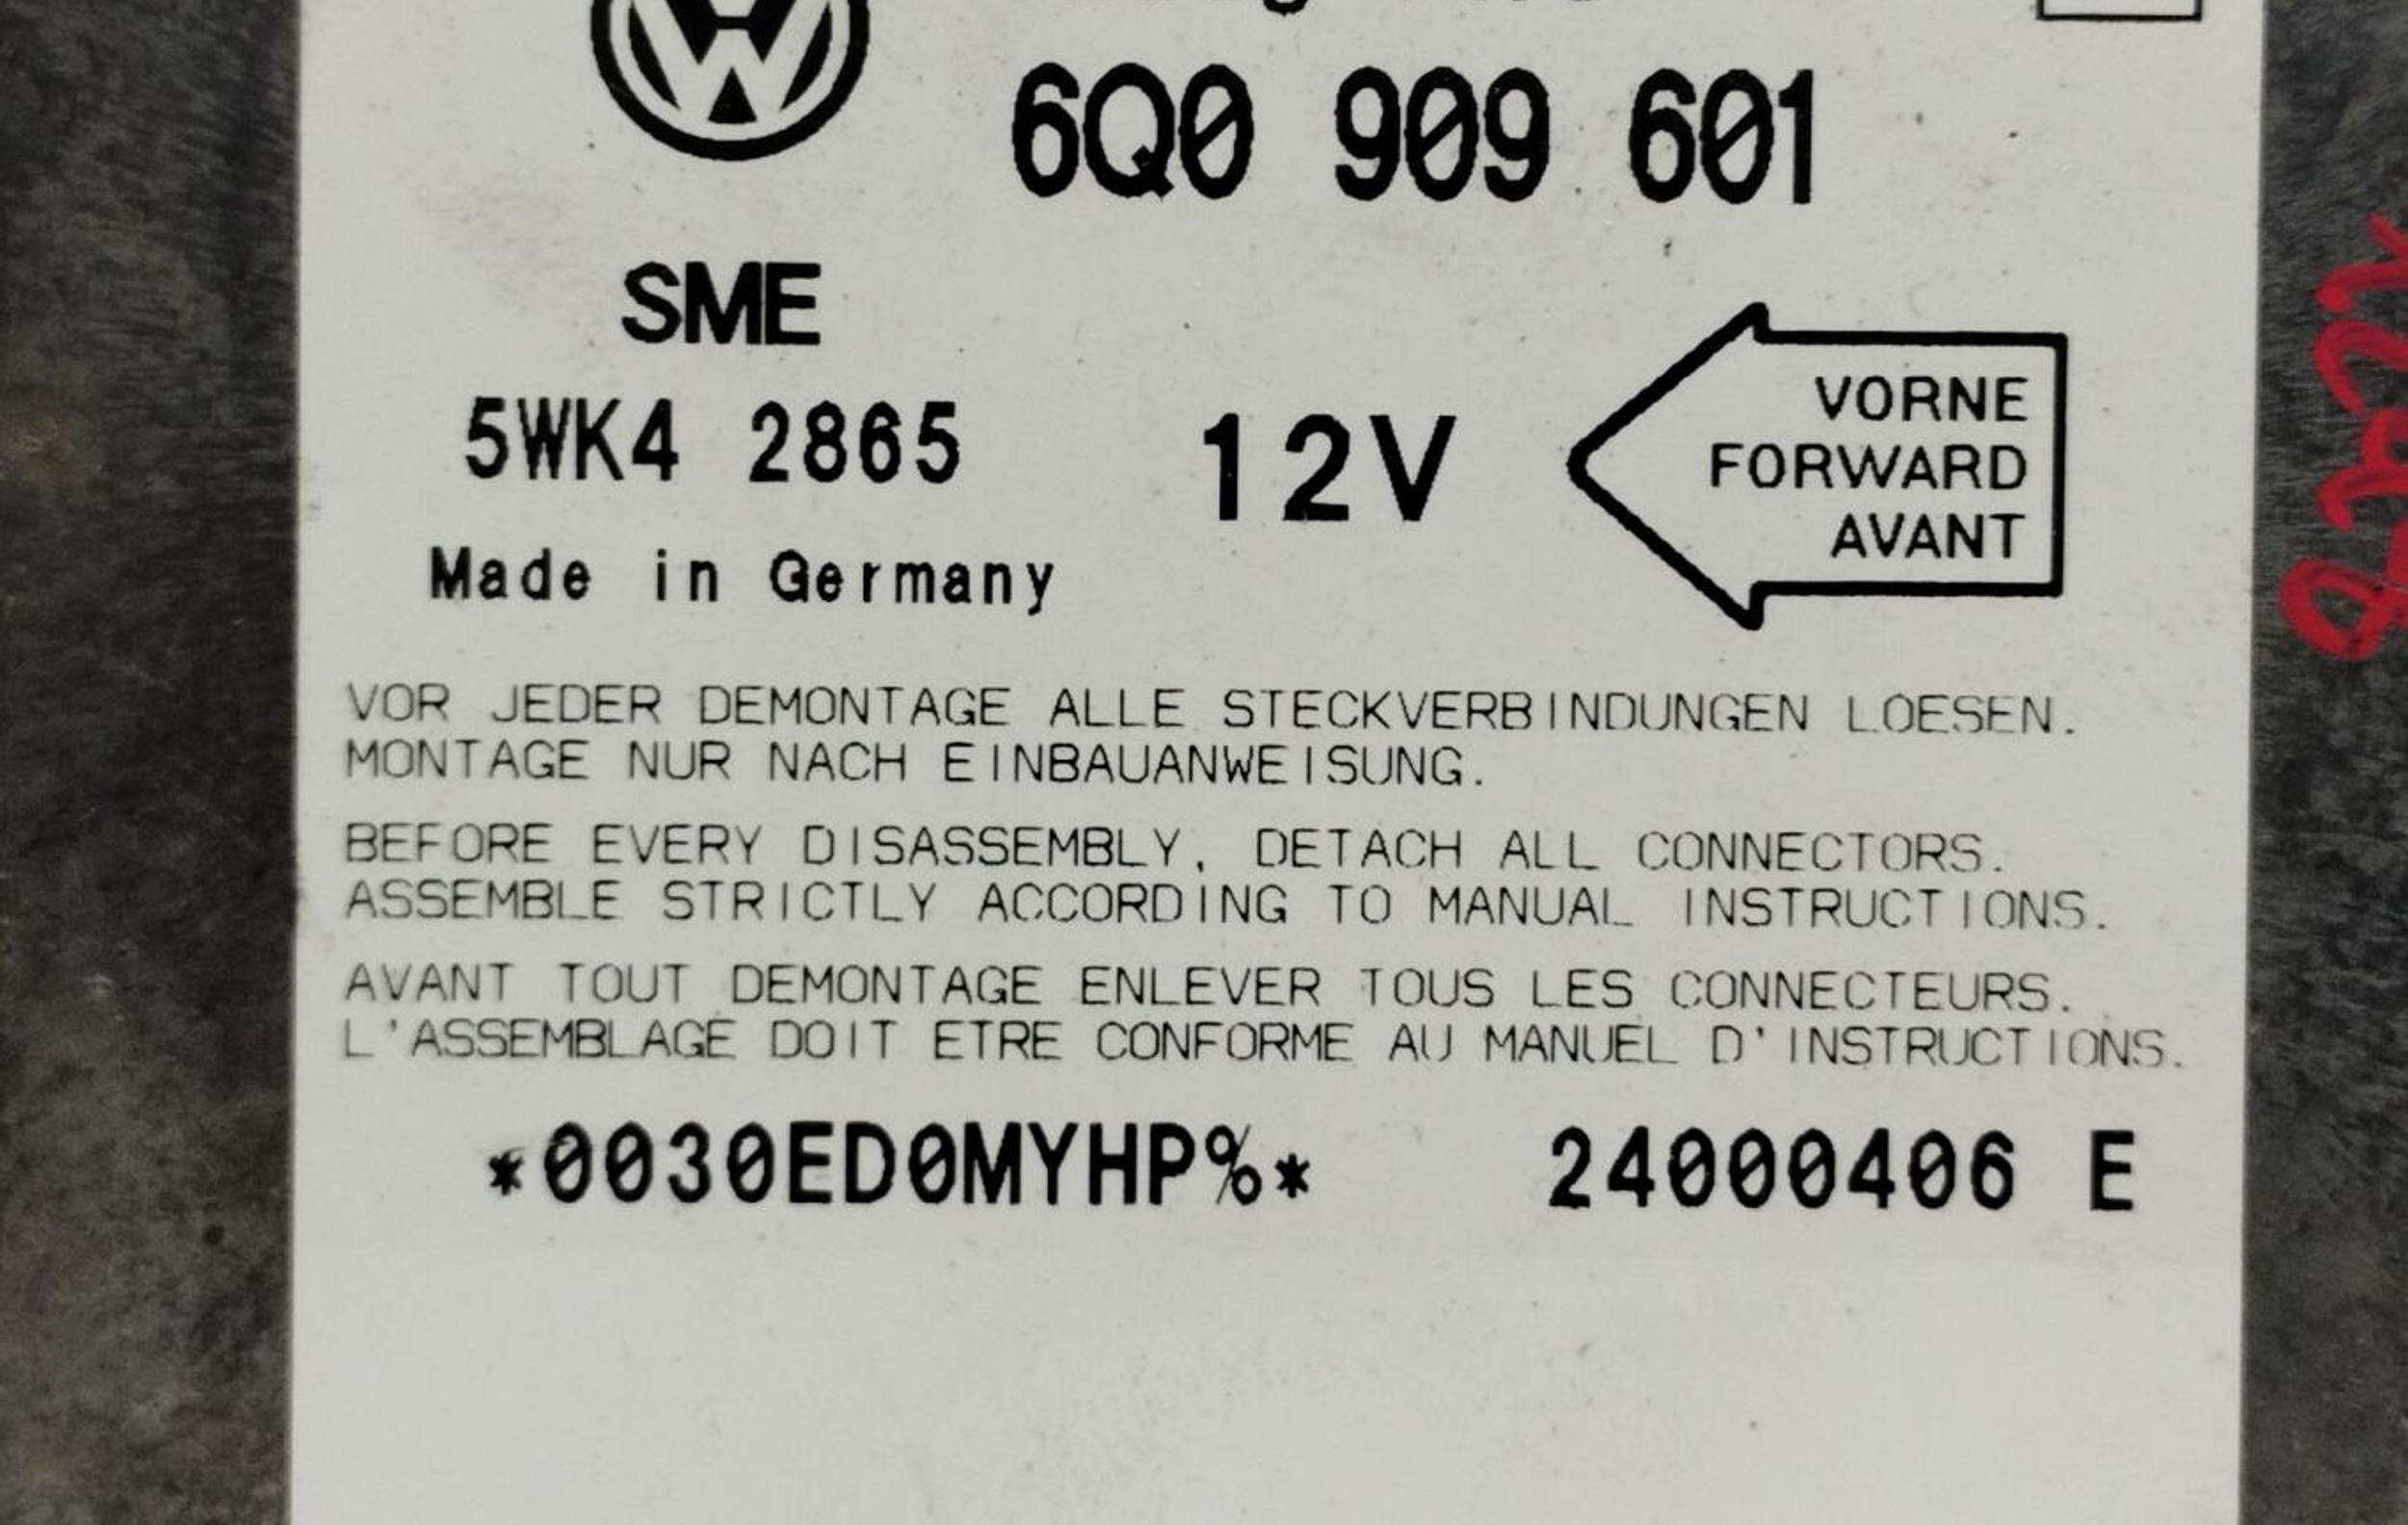 6Q0 909 601
SME
5WK4 2865
12V
VORNE
FORWARD
AVANT
Made in Germany
VOR JEDER DEMONTAGE ALLE STECKVERBINDUNGEN LOESEN.
MONTAGE NUR NACH EINBAUANWEISUNG.
BEFORE EVERY DISASSEMBLY, DETACH ALL CONNECTORS.
ASSEMBLE STRICTLY ACCORDING TO MANUAL INSTRUCTIONS.
AVANT TOUT DEMONTAGE ENLEVER TOUS LES CONNECTEURS.
L'ASSEMBLAGE DOIT ETRE CONFORME AU MANUEL D'INSTRUCTIONS.
*0030ED0MYHP%* 24000406 E